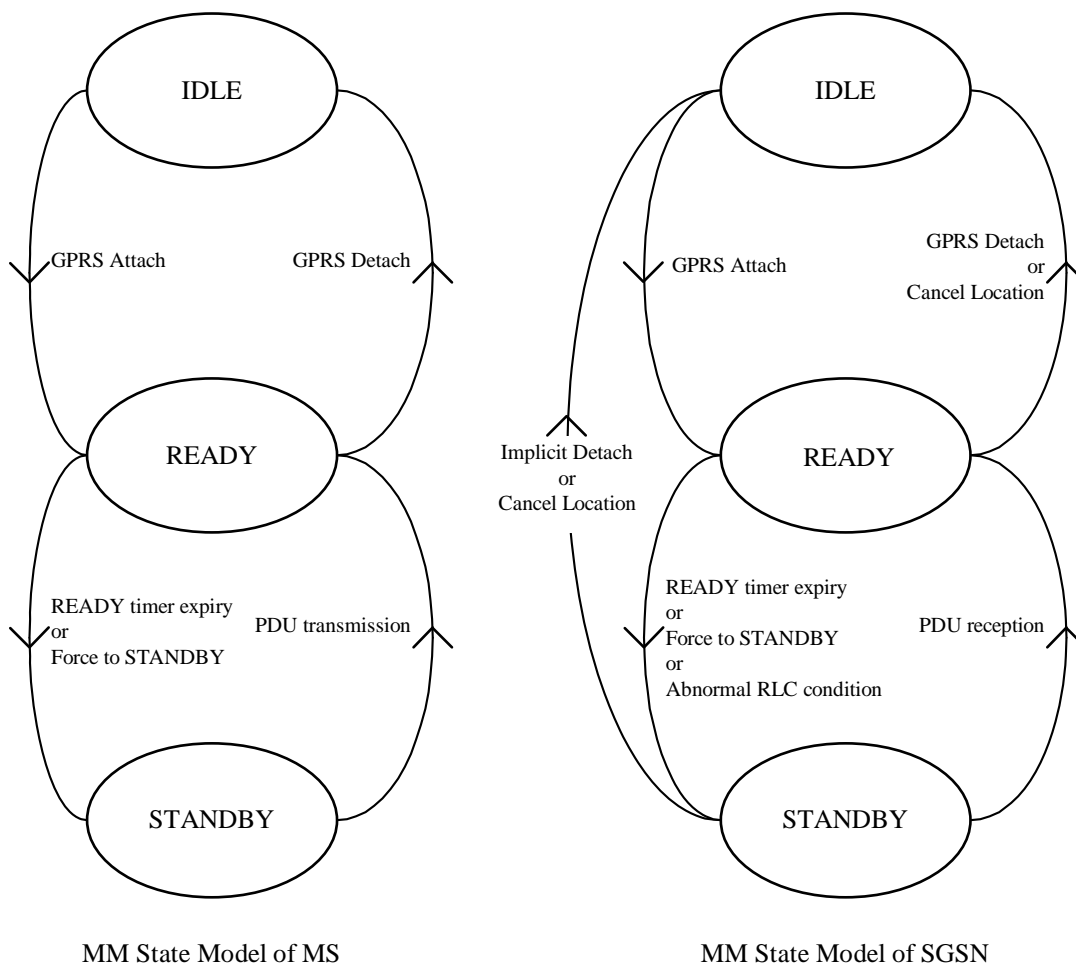 IDLE
GPRS Attach
GPRS Detach
READY
READY timer expiry
or
Force to STANDBY
PDU transmission
STANDBY
MM State Model of MS
IDLE
GPRS Attach
GPRS Detach
or
Cancel Location
READY
Implicit Detach
or
Cancel Location
READY timer expiry
or
Force to STANDBY
or
Abnormal RLC condition
PDU reception
STANDBY
MM State Model of SGSN